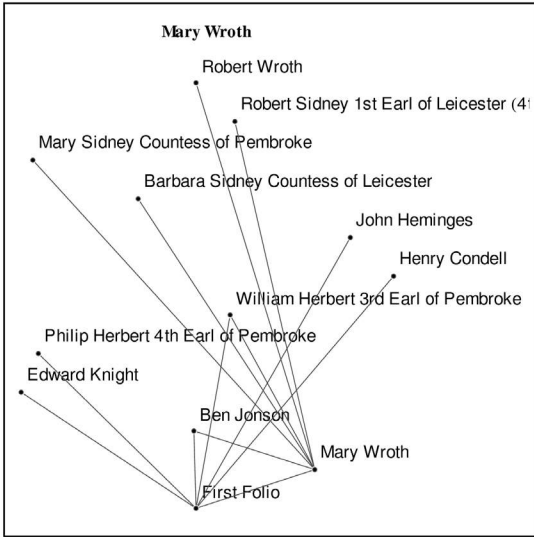 Mary Wroth
Robert Wroth
Robert Sidney 1st Earl of Leicester (4
Mary Sidney Countess of Pembroke
Barbara Sidney Countess of Leicester
John Heminges
Henry Condell
William Herbert 3rd Earl of Pembroke
Philip Herbert 4th Earl of Pembroke
Edward Knight
Ben Jonson
Mary Wroth
First Folio